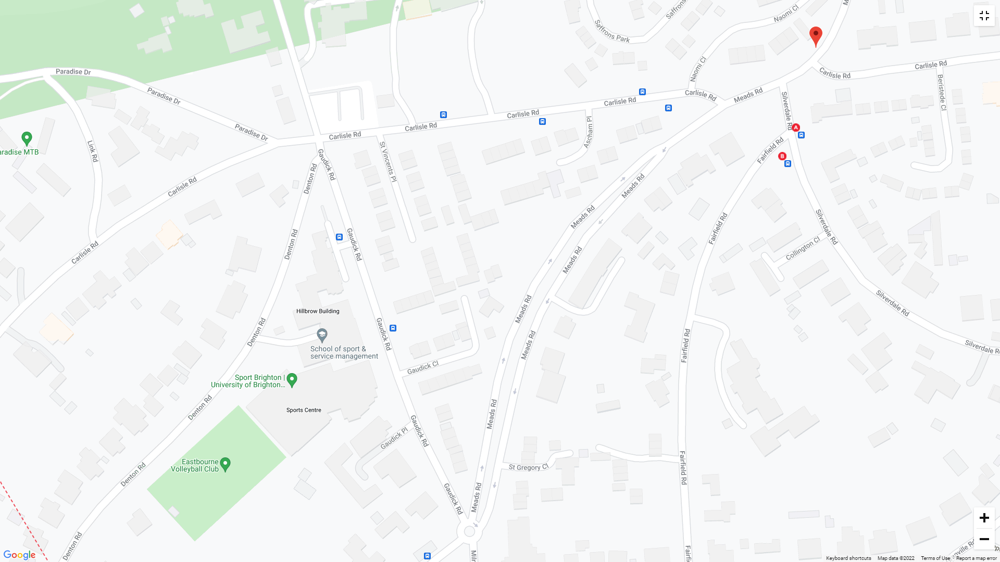 Naomi Cl
Saffrons
Saffrons Park
Carlisle Rd
Carlisle Rd
Paradise Dr
Naomi Cl
Beristede Cl
Paradise Dr
Carlisle Rd
Meads Rd
Carlisle Rd
Silverdale Rd
Carlisle Rd
Paradise Dr
Carlisle Rd
Carlisle Rd
Ascham Pl
A
Link Rd
aradise MTB
Gaudick Rd
St Vincents Pl
Fairfield Rd
B
Denton Rd
Carlisle Rd
Meads Rd
Meads Rd
Silverdale Rd
Fairfield Rd
Carlisle Rd
Denton Rd
Gaudick Rd
Collington Cl
Meads Rd
Meads Rd
Silverdale Rd
Hillbrow Building
Denton Rd
Gaudick Rd
School of sport &
service management
Meads Rd
Fairfield Rd
Silverdale R
Gaudick Cl
Sport Brighton |
University of Brighton...
Denton Rd
Sports Centre
Meads Rd
Gaudick Rd
Gaudick Pl
Eastbourne
Volleyball Club
St Gregory Cl
Fairfield Rd
Denton Rd
Gaudick Rd
Meads Rd
Denton Rd
Fairfie
nville Rd
Google
Keyboard shortcuts
Map data ©2022
Terms of Use
Report a map error